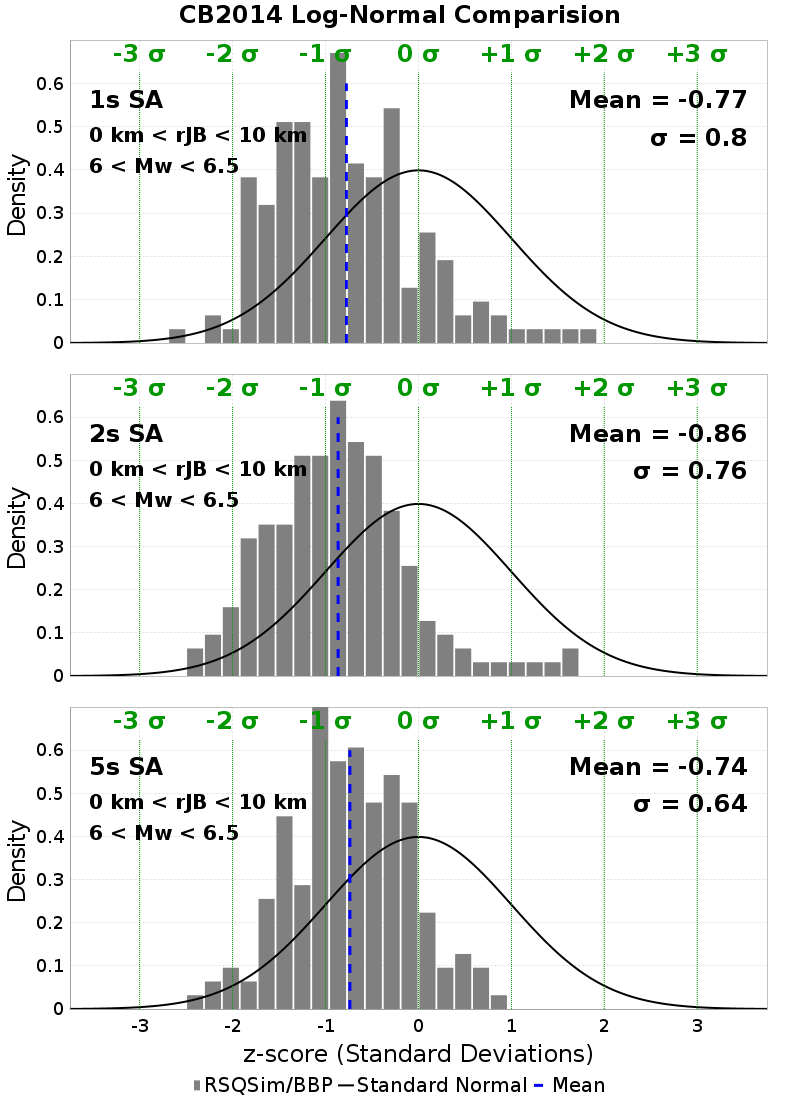 CB2014 Log-Normal Comparision
-3 σ -2 σ -1 σ 0 σ +1 σ +2 σ +3 σ
1s SA
Mean = -0.77
0 km < rJB < 10 km
σ = 0.8
6 < Mw < 6.5
0.6
0.5
0.4
0.3
0.2
0.1
0
Density
-3 σ -2 σ -1 σ 0 σ +1 σ +2 σ +3 σ
2s SA
Mean = -0.86
0 km < rJB < 10 km
σ = 0.76
6 < Mw < 6.5
0.6
0.5
0.4
0.3
0.2
0.1
0
Density
-3 σ -2 σ -1 σ 0 σ +1 σ +2 σ +3 σ
5s SA
Mean = -0.74
0 km < rJB < 10 km
σ = 0.64
6 < Mw < 6.5
0.6
0.5
0.4
0.3
0.2
0.1
0
Density
-3 -2 -1 0 1 2 3
z-score (Standard Deviations)
RSQSim/BBP Standard Normal Mean